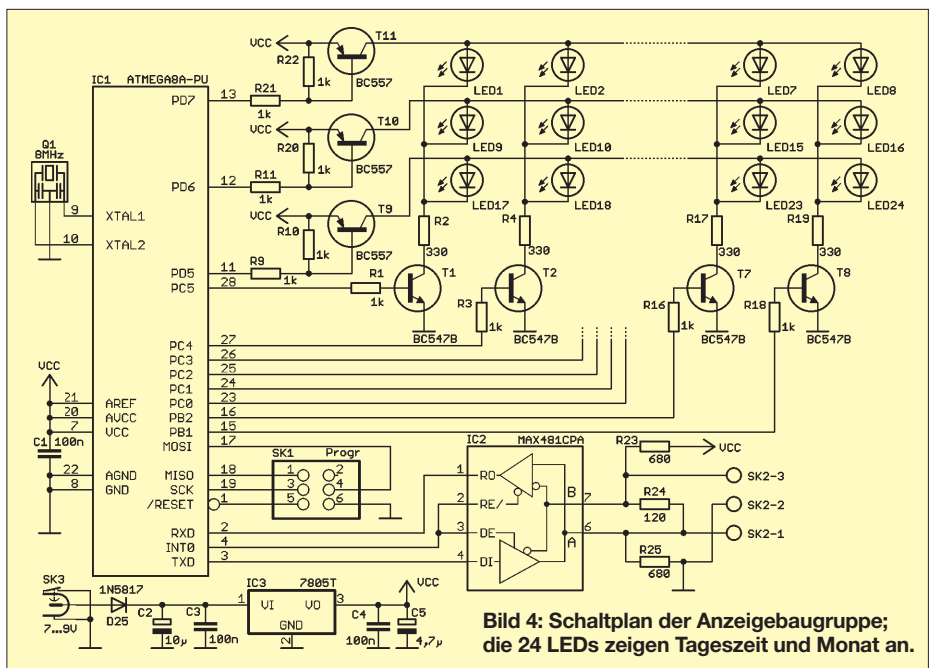 VCC
T11
R22
1k
BC557
LED1
LED2
LED7
LED8
IC1
ATMEGA8A-PU
PD7
13
R21
1k
VCC
T10
R20
1k
BC557
LED9
LED10
LED15
LED16
Q1
8MHz
PD6
12
R11
1k
VCC
T9
R10
1k
BC557
LED17
LED18
LED23
LED24
9
XTAL1
10
XTAL2
R2
330
R4
330
R17
330
R19
330
PD5
11
R9
1k
PC5
28
R1
1k
T1
BC547B
R3
1k
T2
BC547B
R16
1k
T7
BC547B
R18
1k
T8
BC547B
PC4
27
PC3
26
PC2
25
PC1
24
PC0
23
PB2
16
PB1
15
MOSI
17
VCC
21
AREF
20
AVCC
7
VCC
C1
100n
22
AGND
8
GND
MISO
18
SCK
19
/RESET
1
SK1
Progr
1
2
3
4
5
6
RXD
2
INT0
4
TXD
3
IC2
MAX481CPA
1
RO
2
RE/
3
DE
4
DI
B
7
A
6
R23
680
VCC
R24
120
R25
680
SK2-3
SK2-2
SK2-1
SK3
7...9V
1N5817
D25
C2
10µ
C3
100n
IC3
7805T
1
VI
VO
3
GND
2
C4
100n
VCC
C5
4,7µ
Bild 4: Schaltplan der Anzeigebaugruppe;
die 24 LEDs zeigen Tageszeit und Monat an.